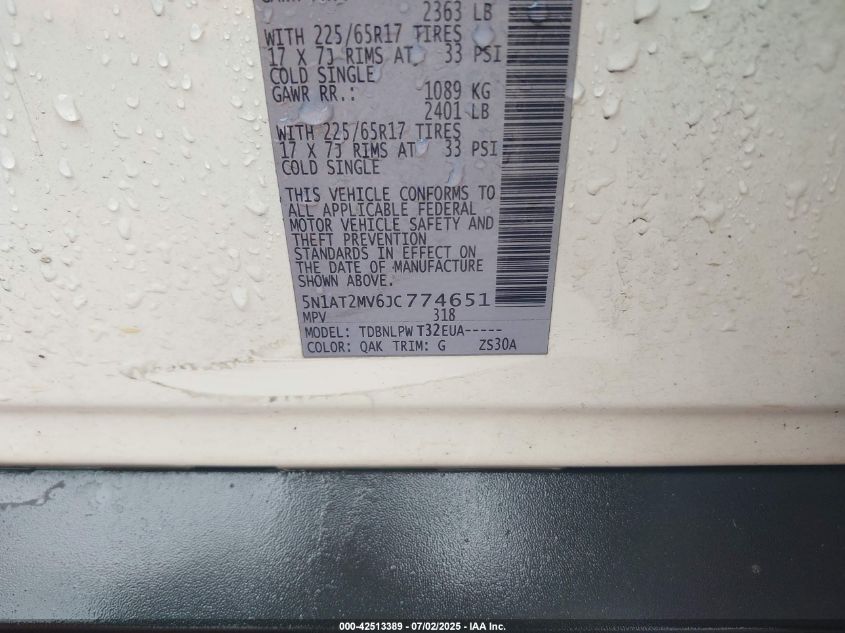 2363 LB
WITH 225/65R17 TIRES
17 X 7J RIMS AT 33 PSI
COLD SINGLE
GAWR RR.: 1089 KG
2401 LB
WITH 225/65R17 TIRES
17 X 7J RIMS AT 33 PSI
COLD SINGLE
THIS VEHICLE CONFORMS TO
ALL APPLICABLE FEDERAL
MOTOR VEHICLE SAFETY AND
THEFT PREVENTION
STANDARDS IN EFFECT ON
THE DATE OF MANUFACTURE
SHOWN ABOVE.
5N1AT2MV6JC774651
MPV 318
MODEL: TDBNLPW T32EUA-----
COLOR: QAK TRIM: G ZS30A
000-42513389 - 07/02/2025 - IAA Inc.